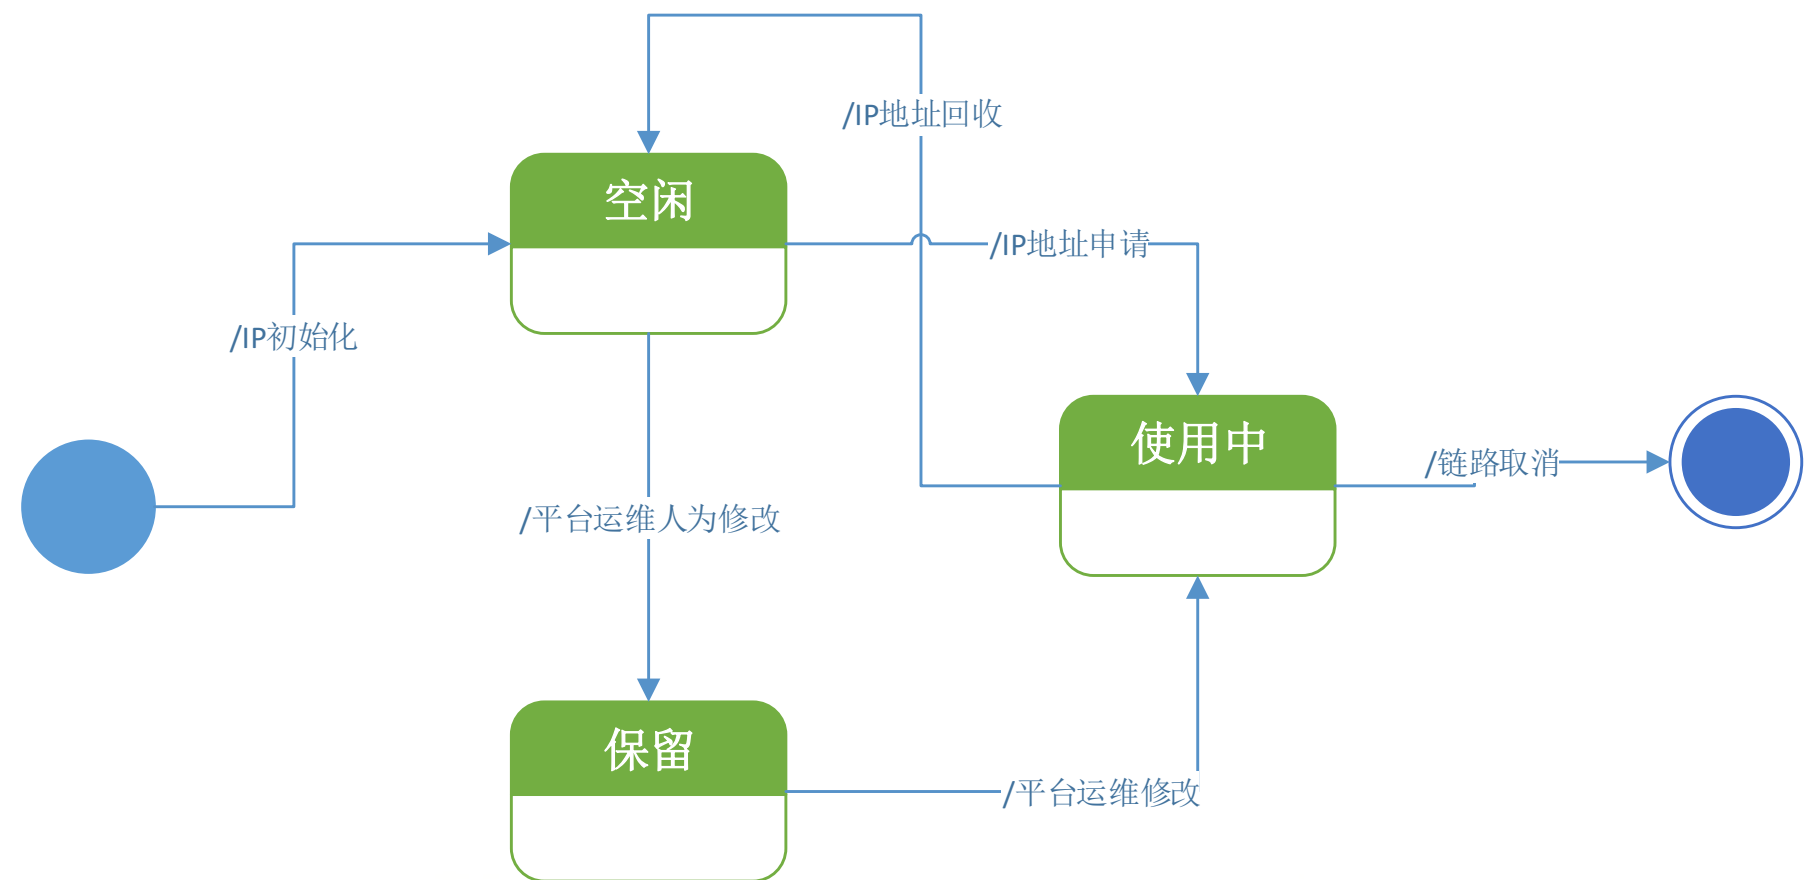 /IP地址回收
空闲
/IP地址申请
/IP初始化
使用中
/链路取消
/平台运维人为修改
保留
/平台运维修改